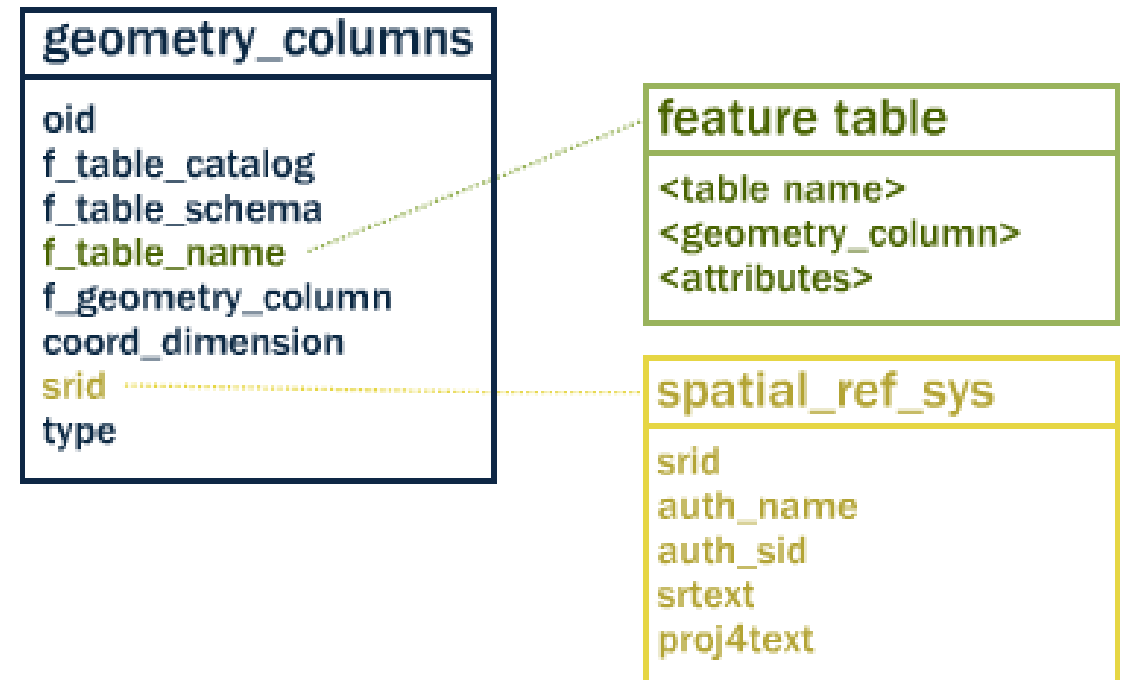 geometry_columns
oid
f_table_catalog
f_table_schema
f_table_name
f_geometry_column
coord_dimension
srid
type
feature table
<table name>
<geometry_column>
<attributes>
spatial_ref_sys
srid
auth_name
auth_sid
srtext
proj4text